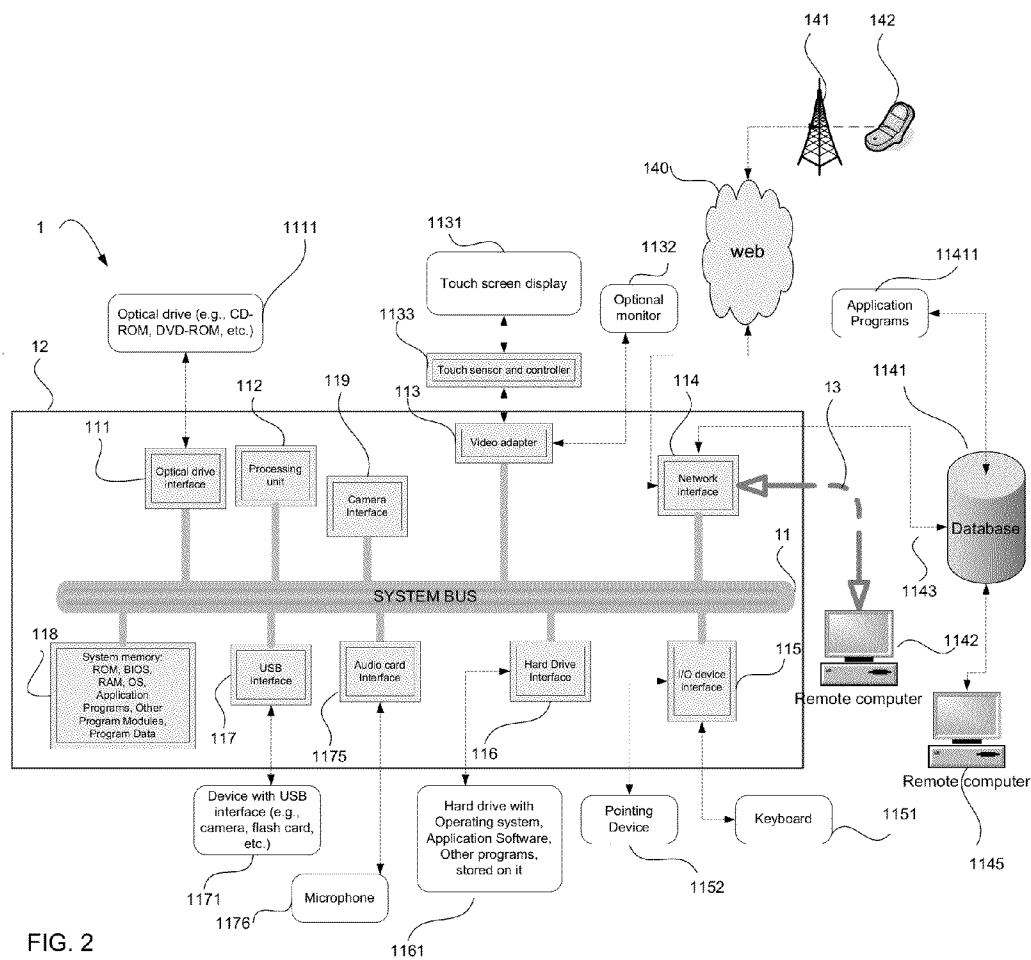 141
142
140
web
1
1111
1131
1132
11411
Optical drive (e.g., CD-
ROM, DVD-ROM, etc.)
Touch screen display
Optional
monitor
Application
Programs
1133
Touch sensor and controller
12
112
119
113
114
13
1141
111
Optical drive
interface
Processing
unit
Camera
Interface
Video adapter
Network
interface
Database
11
SYSTEM BUS
1143
118
System memory:
ROM, BIOS,
RAM, OS,
Application
Programs, Other
Program Modules,
Program Data
USB
Interface
Audio card
Interface
Hard Drive
Interface
I/O device
interface
115
1142
Remote computer
117
1175
116
Remote computer
Device with USB
interface (e.g.,
camera, flash card,
etc.)
Hard drive with
Operating system,
Application Software,
Other programs,
stored on it
Pointing
Device
Keyboard
1151
1145
1171
Microphone
1176
1161
1152
FIG. 2